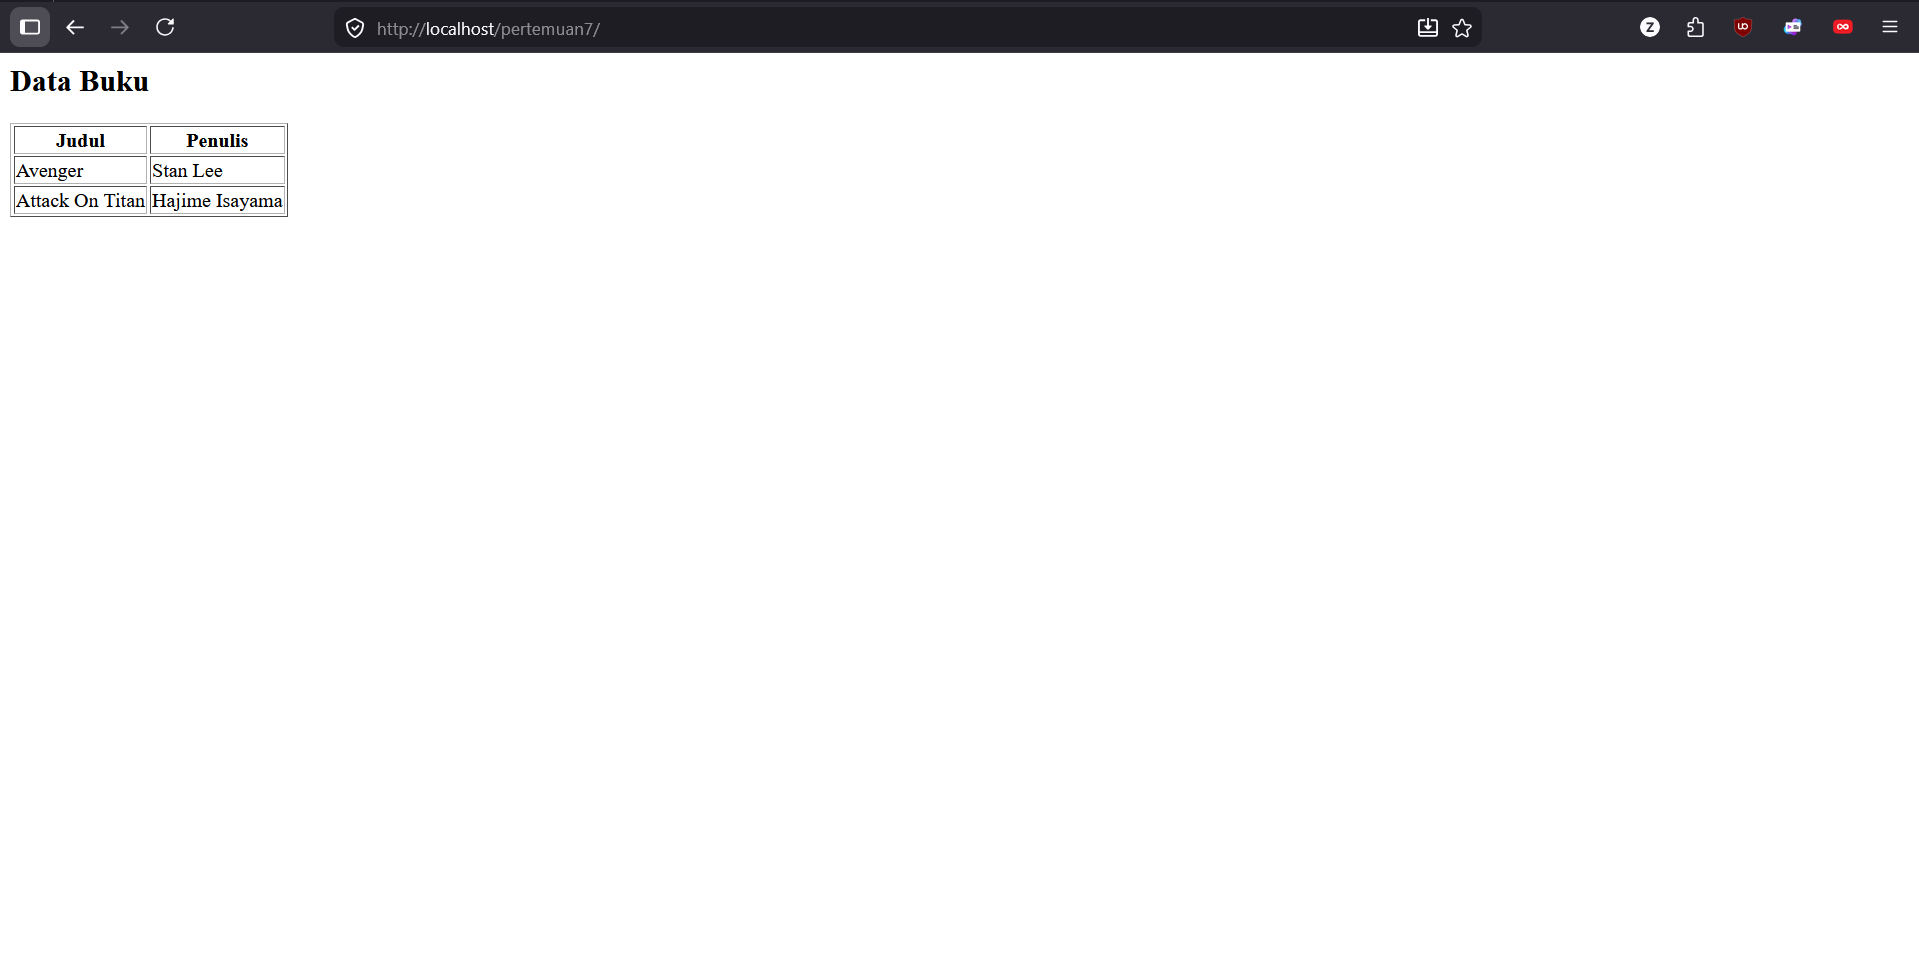 http://localhost/pertemuan7/
Z
Data Buku
Judul Penulis
Avenger Stan Lee
Attack On Titan Hajime Isayama